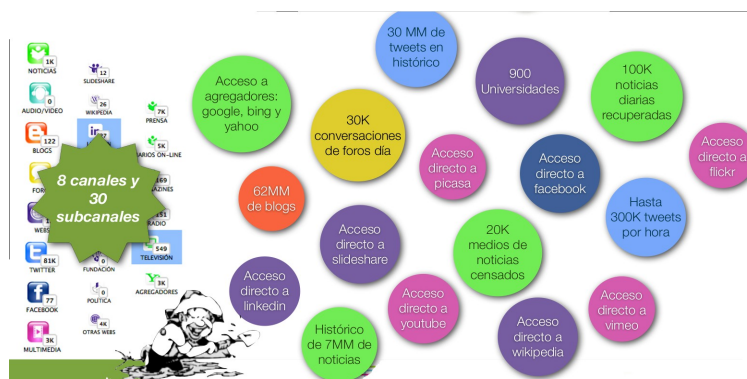 1K
NOTICIAS
0
AUDIO/VIDEO
122
BLOGS
TWITTER
81K
FACEBOOK
77
MULTIMEDIA
3K
12
SLIDESHARE
26
WIKIPEDIA
in
0
FUNDACIÓN
0
POLITICA
4K
OTRAS WEBS
7K
PRENSA
5K
ON-LINE
169
151
RADIO
549
TELEVISIÓN
3K
AGREGADORES
8 canales y
30
subcanales
Acceso a
agregadores:
google, bing y
yahoo
30 MM de
tweets en
histórico
900
Universidades
100K
noticias
diarias
recuperadas
30K
conversaciones
de foros día
Acceso
directo a
picasa
Acceso
directo a
facebook
Acceso
directo a
flickr
62MM
de blogs
Acceso
directo a
slideshare
20K
medios de
noticias
censados
Hasta
300K tweets
por hora
Acceso
directo a
linkedin
Histórico
de 7MM de
noticias
Acceso
directo a
youtube
Acceso
directo a
wikipedia
Acceso
directo a
vimeo